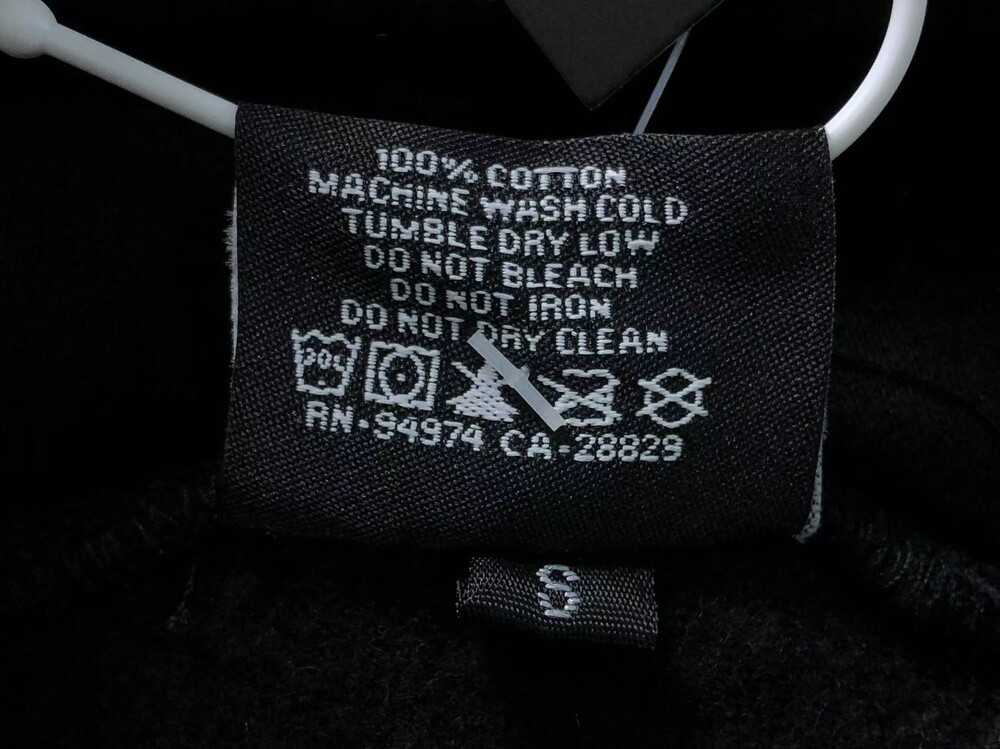 100% COTTON
MACHINE WASH COLD
TUMBLE DRY LOW
DO NOT BLEACH
DO NOT IRON
DO NOT DRY CLEAN
30C
RN-94974 CA-28829
S